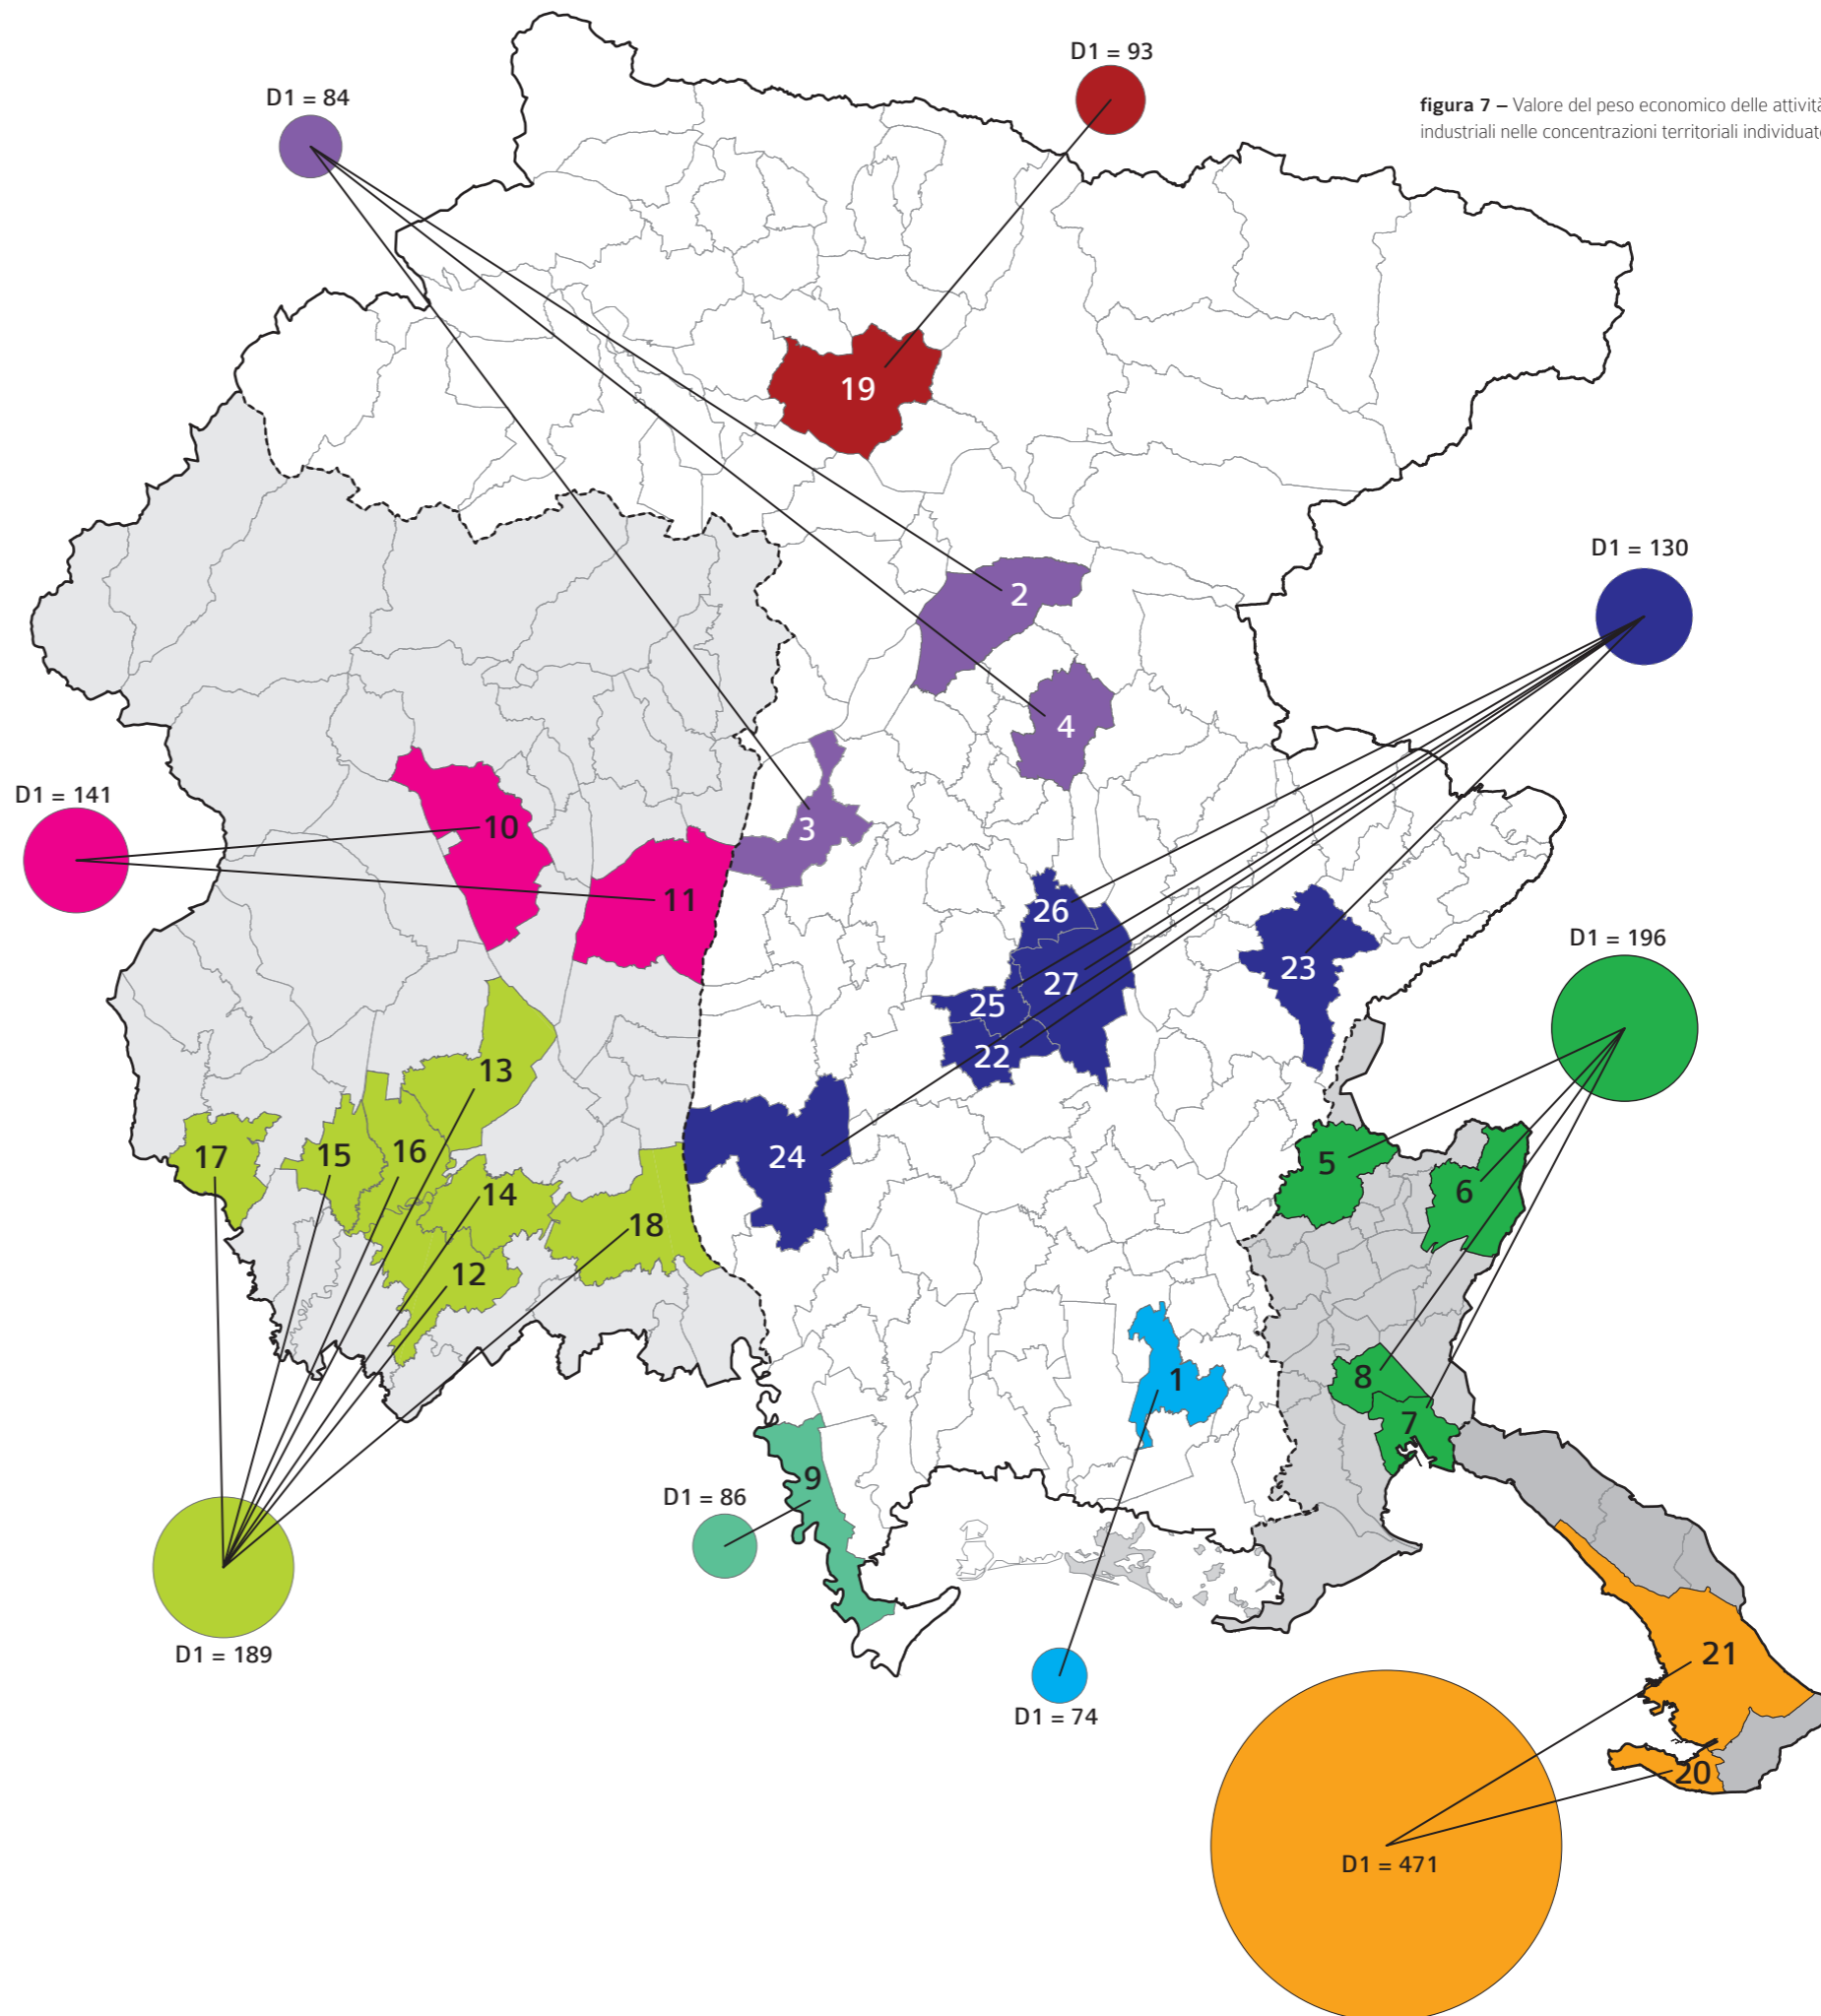 D1 = 93
D1 = 84
figura 7 – Valore del peso economico delle attività
industriali nelle concentrazioni territoriali individuate
19
D1 = 130
2
4
D1 = 141
3
10
11
26
D1 = 196
23
27
25
22
13
17
15
16
24
5
6
14
18
12
8
1
7
9
D1 = 86
D1 = 189
21
D1 = 74
20
D1 = 471